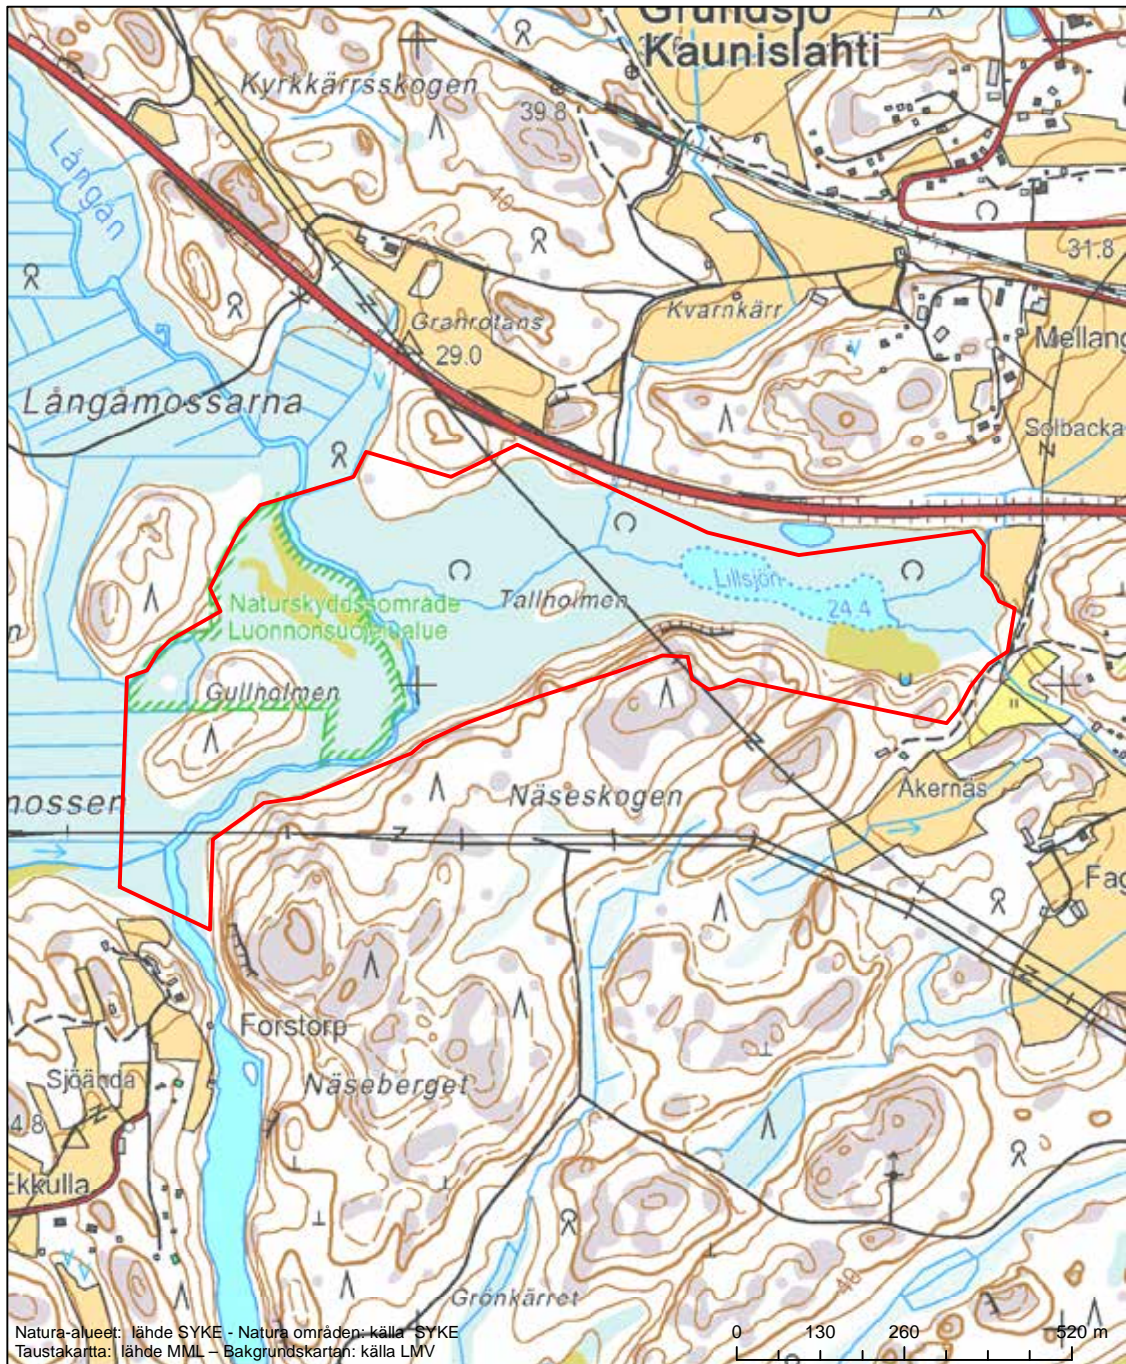 Grundsjö
Kaunislahti
Kyrkkärrsskogen
39.8
Långån
40
31.8
Granrotans
29.0
Kvarnkärr
Mellang
Långåmossarna
Solbacka
Lillsjön
24.4
Tallholmen
Naturskyddsområde
Luonnonsuojelualue
n
Gullholmen
mossen
Näseskogen
Åkernäs
Fag
Forstorp
Sjöända
Näseberget
4.8
Ekkulla
40
Grönkärret
Natura-alueet: lähde SYKE - Natura områden: källa SYKE
Taustakartta: lähde MML – Bakgrundskartan: källa LMV
0 130 260 520 m